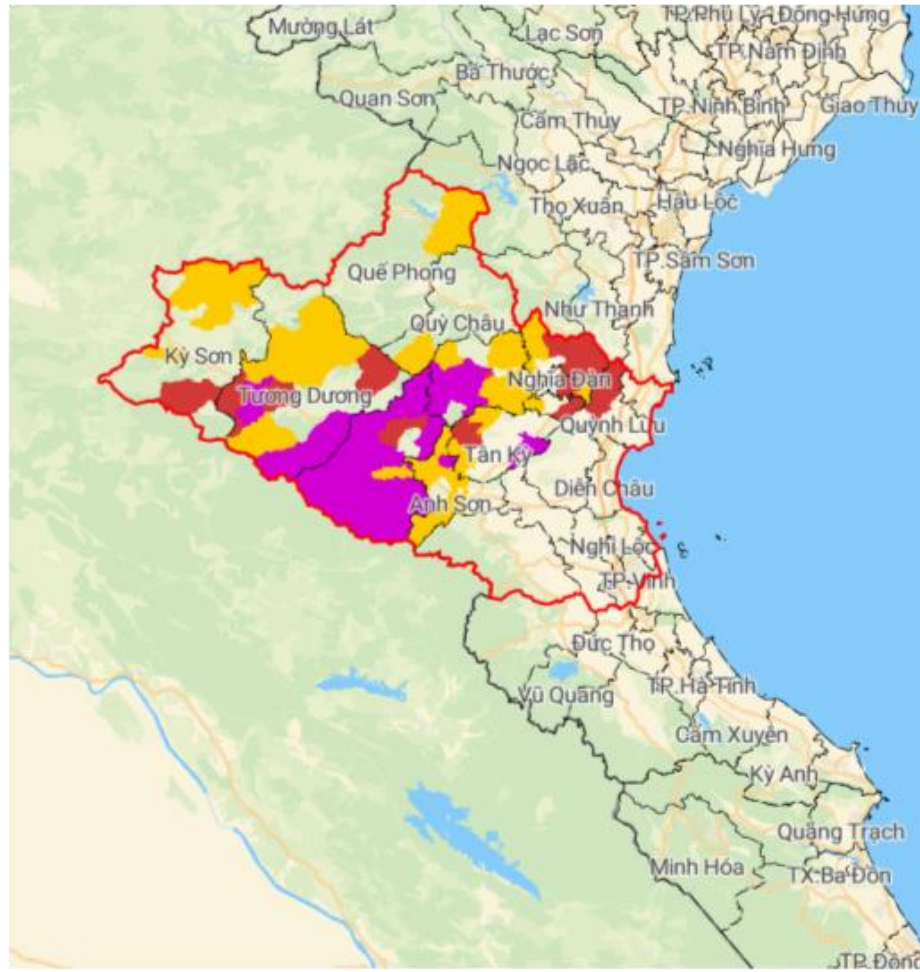 TP.Phủ Lý
Đông Hưng
Mường Lát
Lạc Sơn
TP.Nam Định
Bá Thước
Quan Sơn
TP.Ninh Bình
Giao Thủy
Cẩm Thủy
Nghĩa Hưng
Ngọc Lặc
Thọ Xuân
Hậu Lộc
TP.Sầm Sơn
Quế Phong
Như Thanh
Quỳ Châu
Kỳ Sơn
Nghĩa Đàn
Tương Dương
Quỳnh Lưu
Tân Kỳ
Diễn Châu
Anh Sơn
Nghi Lộc
TP.Vinh
Đức Thọ
Vũ Quang
TP.Hà Tĩnh
Cẩm Xuyên
Kỳ Anh
Quảng Trạch
Minh Hóa
TX.Ba Đồn